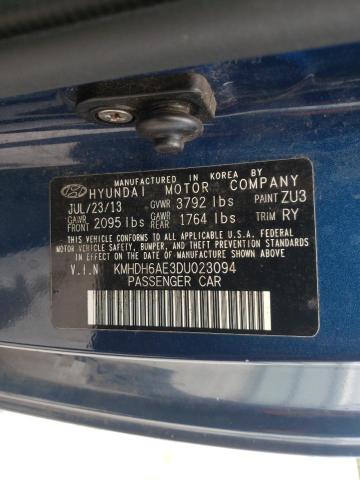 MANUFACTURED IN KOREA BY
HYUNDAI MOTOR COMPANY
JUL/23/13 GVWR 3792 lbs PAINT ZU3
GAWR FRONT 2095 lbs GAWR REAR 1764 lbs TRIM RY
THIS VEHICLE CONFORMS TO ALL APPLICABLE FEDERAL
MOTOR VEHICLE SAFETY, BUMPER, AND THEFT PREVENTION
STANDARDS IN EFFECT ON THE DATE OF MANUFACTURE SHOWN
ABOVE.
V.I.N KMHDH6AE3DU023094
PASSENGER CAR